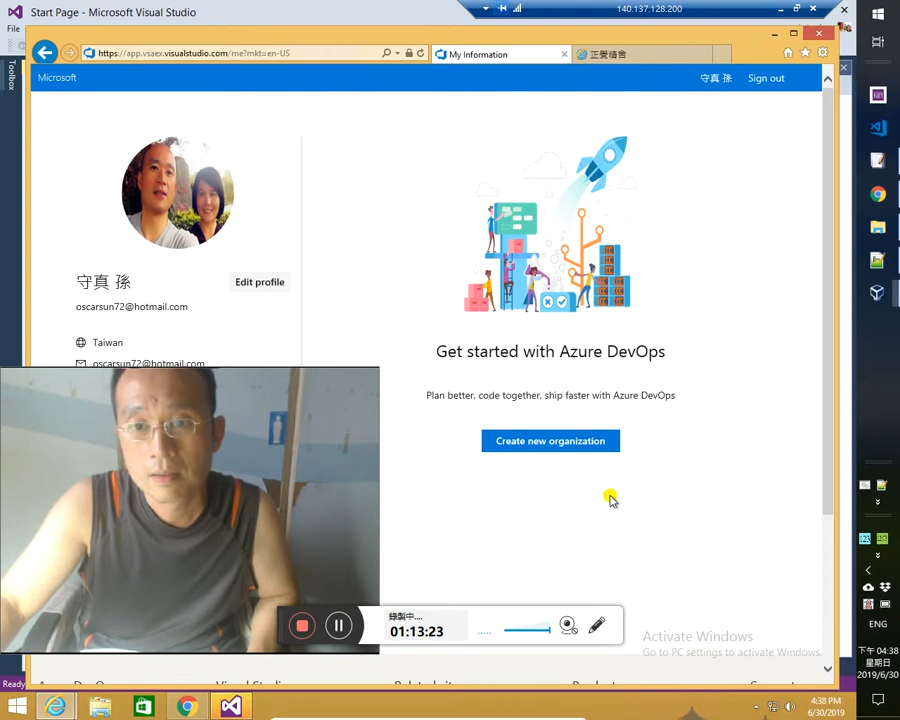 Start Page - Microsoft Visual Studio
140.137.128.200
File
https://app.vsaex.visualstudio.com/me?mkt=en-US
My Information
正覺精舍
Toolbox
Microsoft
守真 孫
Sign out
守真 孫
Edit profile
oscarsun72@hotmail.com
Taiwan
oscarsun72@hotmail.com
Get started with Azure DevOps
Plan better, code together, ship faster with Azure DevOps
Create new organization
錄製中....
01:13:23
Activate Windows
Go to PC settings to activate Windows.
Ready
ENG
下午 04:38
星期日
2019/6/30
4:38 PM
6/30/2019